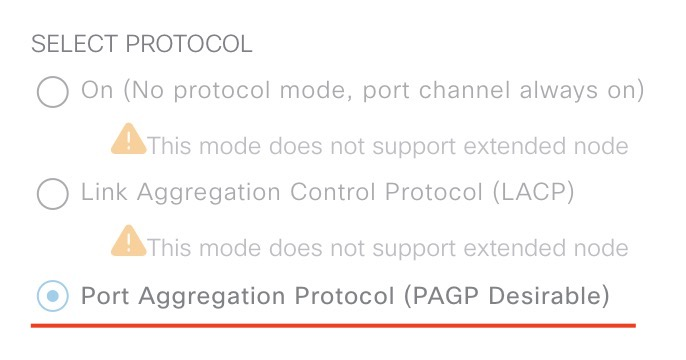 SELECT PROTOCOL
On (No protocol mode, port channel always on)
This mode does not support extended node
Link Aggregation Control Protocol (LACP)
This mode does not support extended node
Port Aggregation Protocol (PAGP Desirable)